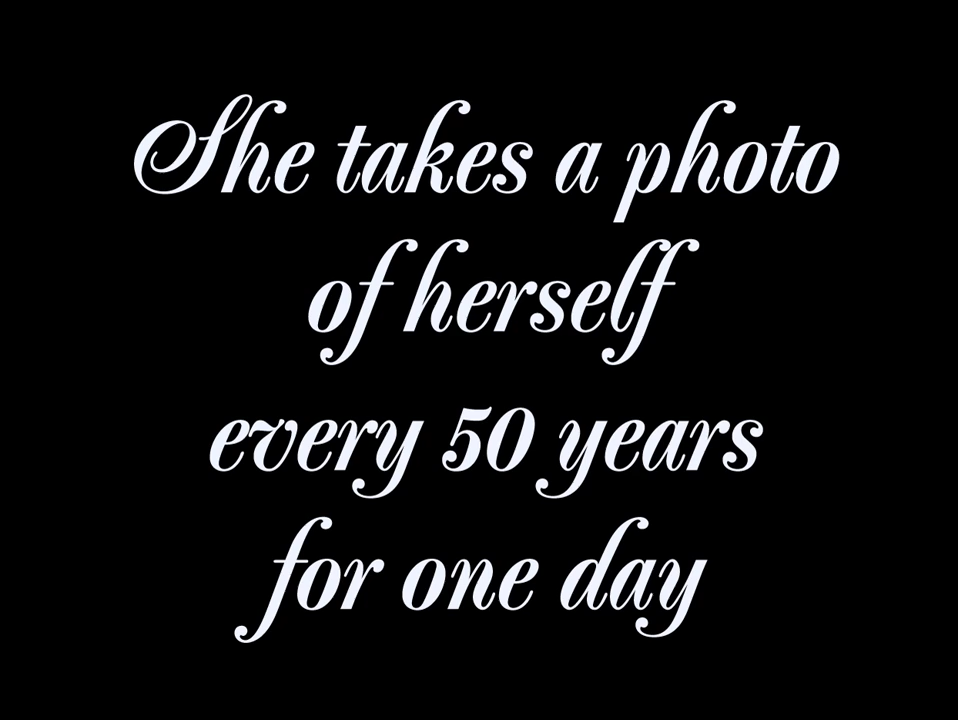 She takes a photo
of herself
every 50 years
for one day